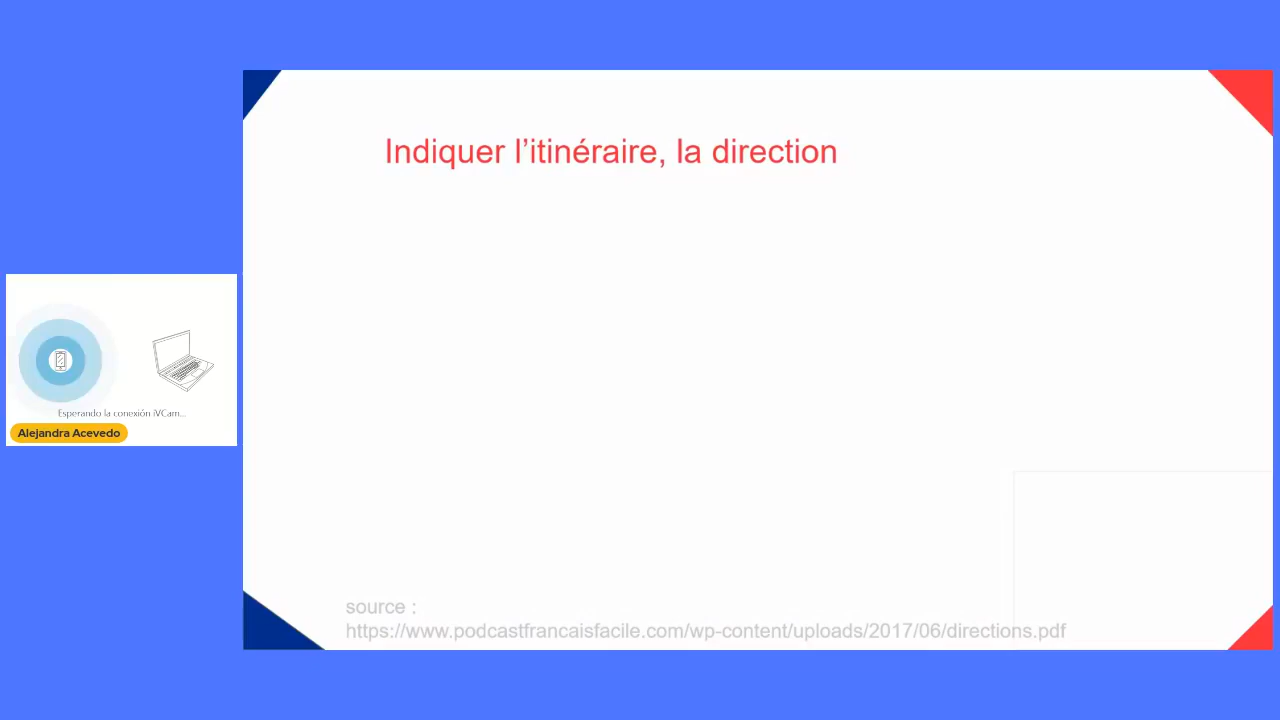 Indiquer l’itinéraire, la direction
Esperando la conexión iVCam...
Alejandra Acevedo
source :
https://www.podcastfrancaisfacile.com/wp-content/uploads/2017/06/directions.pdf